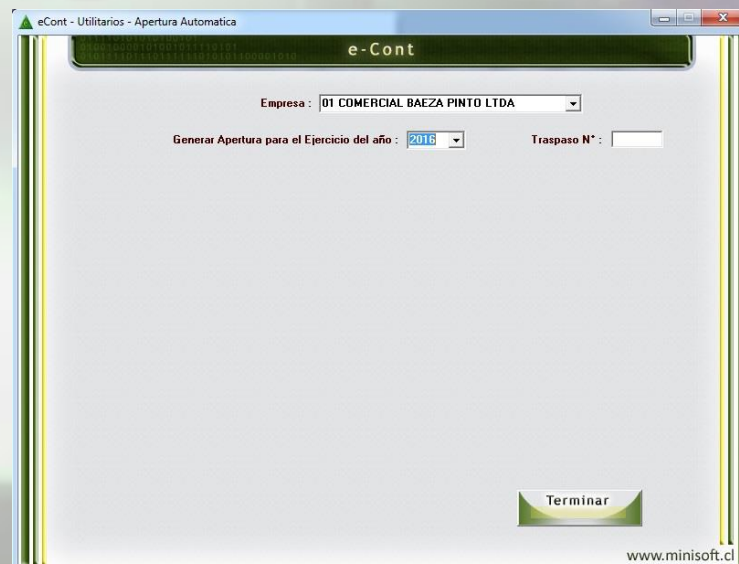 eCont - Utilitarios - Apertura Automatica
e-Cont
Empresa : 01 COMERCIAL BAEZA PINTO LTDA
Generar Apertura para el Ejercicio del año : 2016 Traspaso N° :
Terminar
www.minisoft.cl